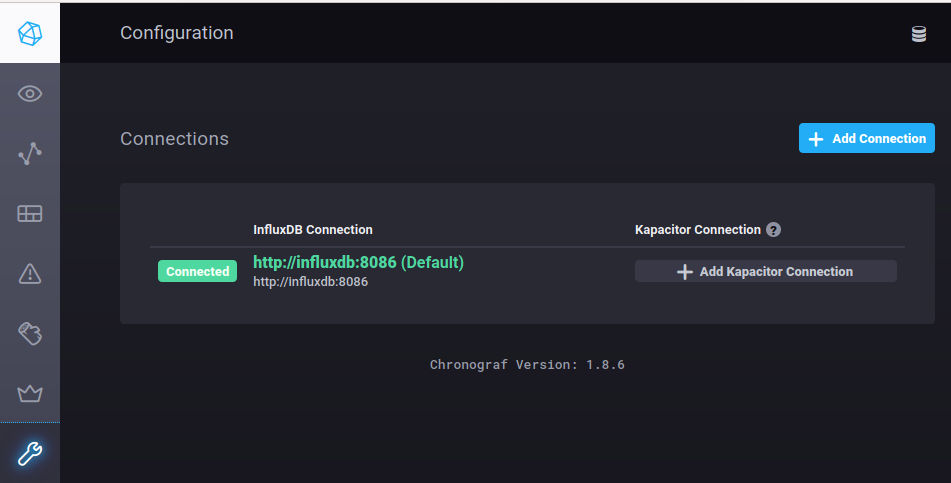 Configuration
Connections
Add Connection
InfluxDB Connection
Kapacitor Connection ?
Connected
http://influxdb:8086 (Default)
http://influxdb:8086
Add Kapacitor Connection
Chronograf Version: 1.8.6